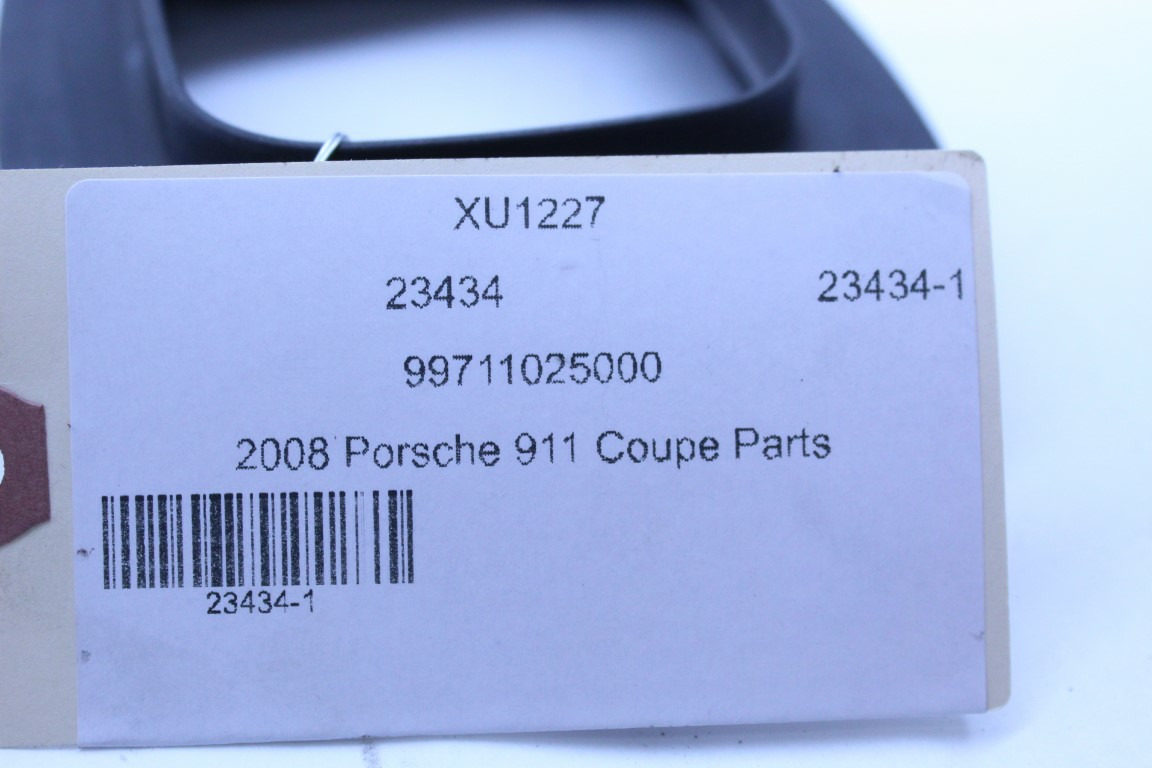 XU1227
23434 23434-1
99711025000
2008 Porsche 911 Coupe Parts
23434-1